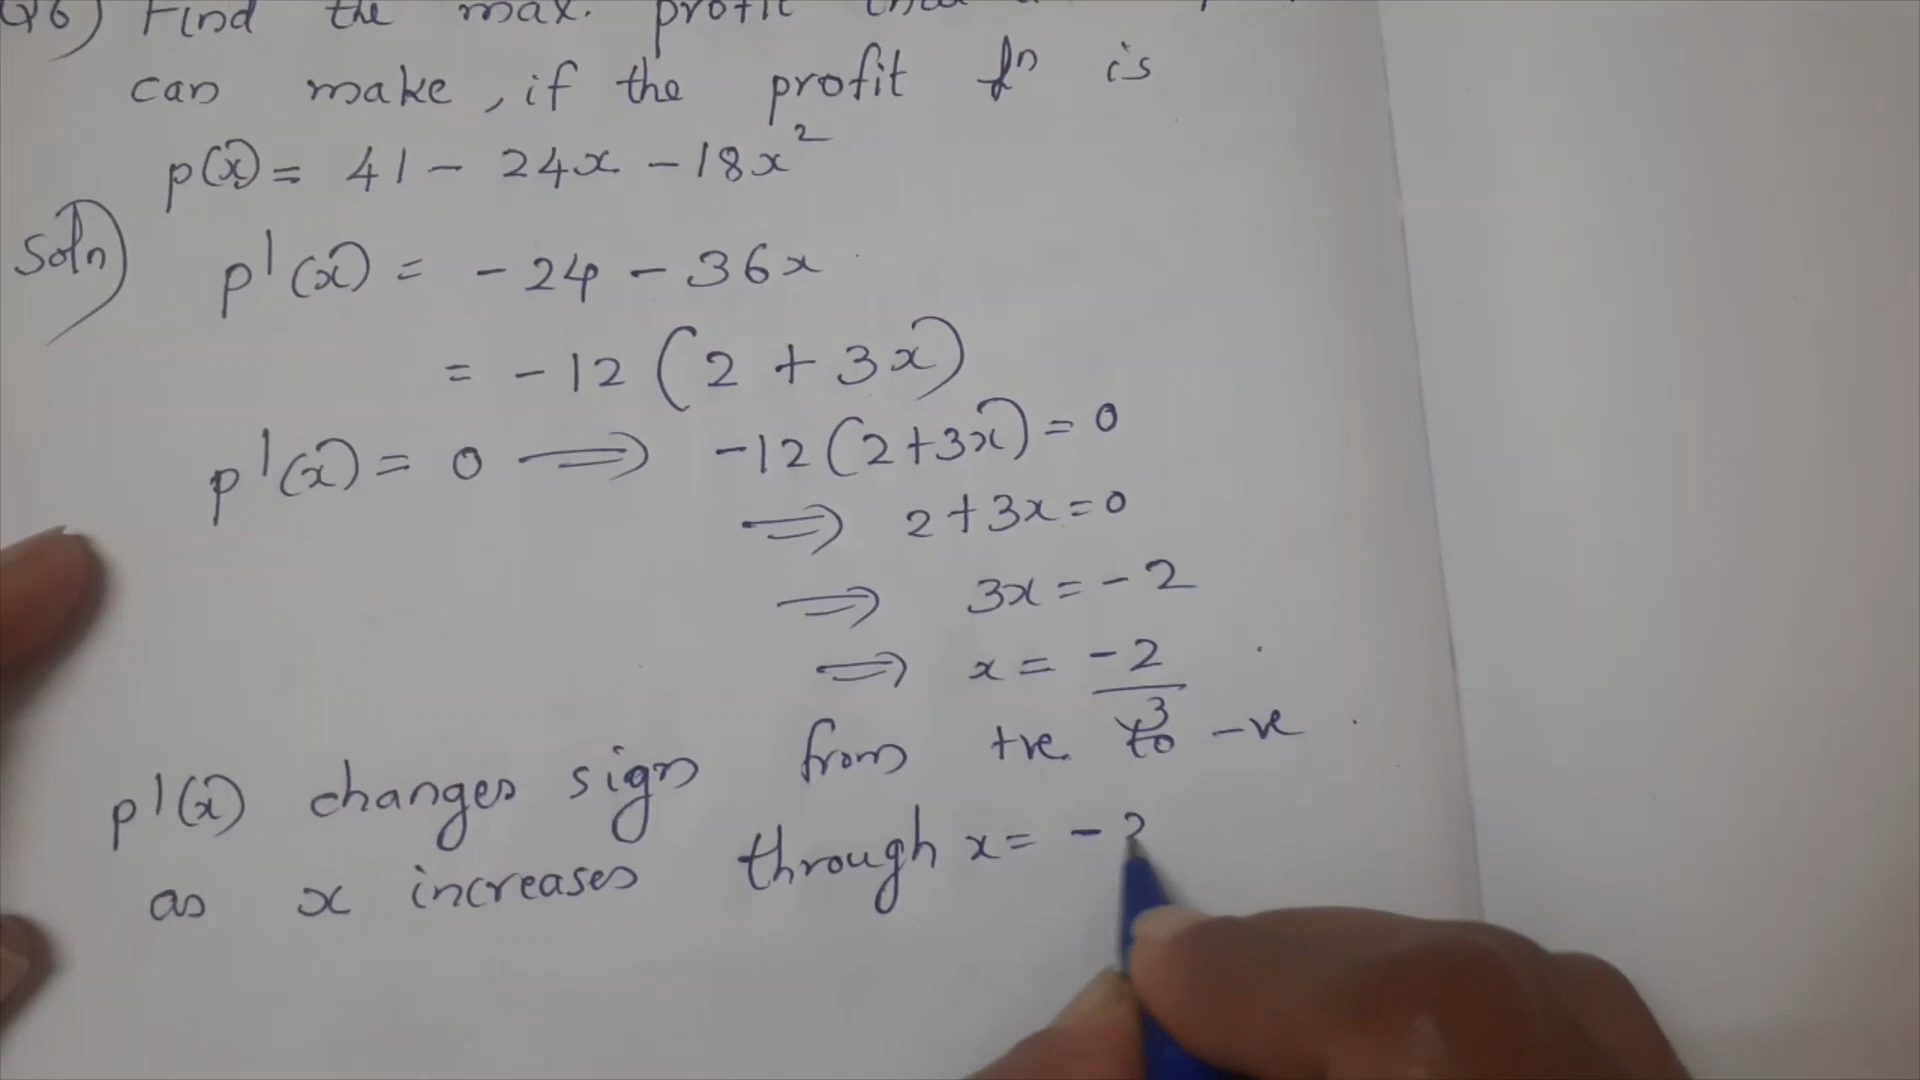 Q6) Find the max. profit
can make, if the profit fn is
p(x) = 41 - 24x - 18x²
Soln) p'(x) = -24 - 36x
= -12 (2 + 3x)
p'(x) = 0 ⟹ -12(2+3x) = 0
⟹ 2+3x=0
⟹ 3x = -2
⟹ x = -2/3
p'(x) changes sign from +ve to -ve
as x increases through x = - 2